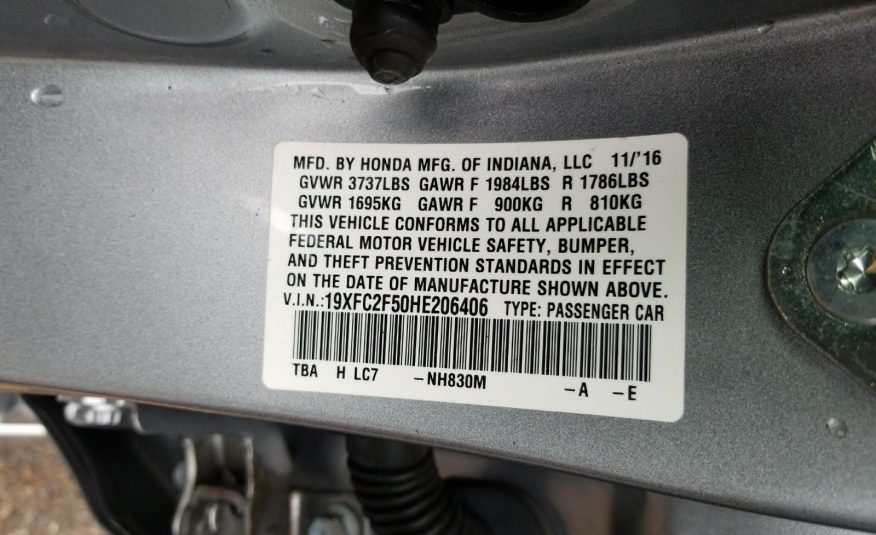 MFD. BY HONDA MFG. OF INDIANA, LLC 11/'16
GVWR 3737LBS GAWR F 1984LBS R 1786LBS
GVWR 1695KG GAWR F 900KG R 810KG
THIS VEHICLE CONFORMS TO ALL APPLICABLE
FEDERAL MOTOR VEHICLE SAFETY, BUMPER,
AND THEFT PREVENTION STANDARDS IN EFFECT
ON THE DATE OF MANUFACTURE SHOWN ABOVE.
V.I.N.:19XFC2F50HE206406 TYPE: PASSENGER CAR
TBA H LC7 -NH830M -A -E